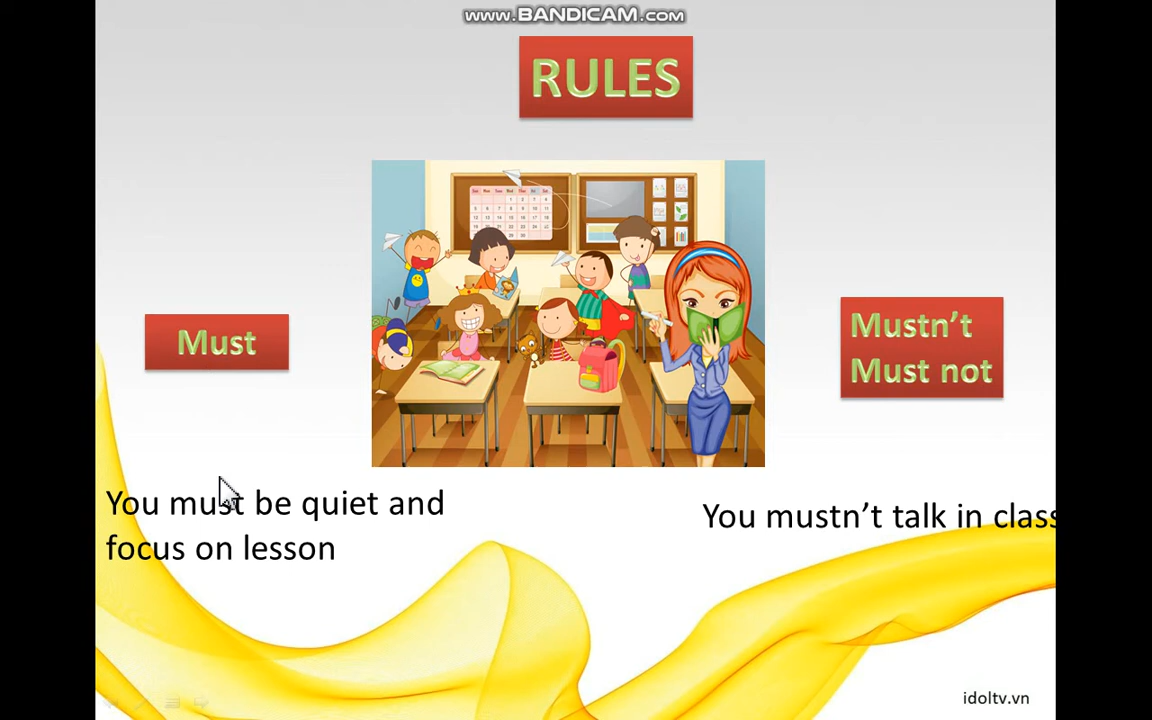 www.BANDICAM.com
RULES
Must
Mustn't
Must not
You must be quiet and
focus on lesson
You mustn't talk in class
idoltv.vn